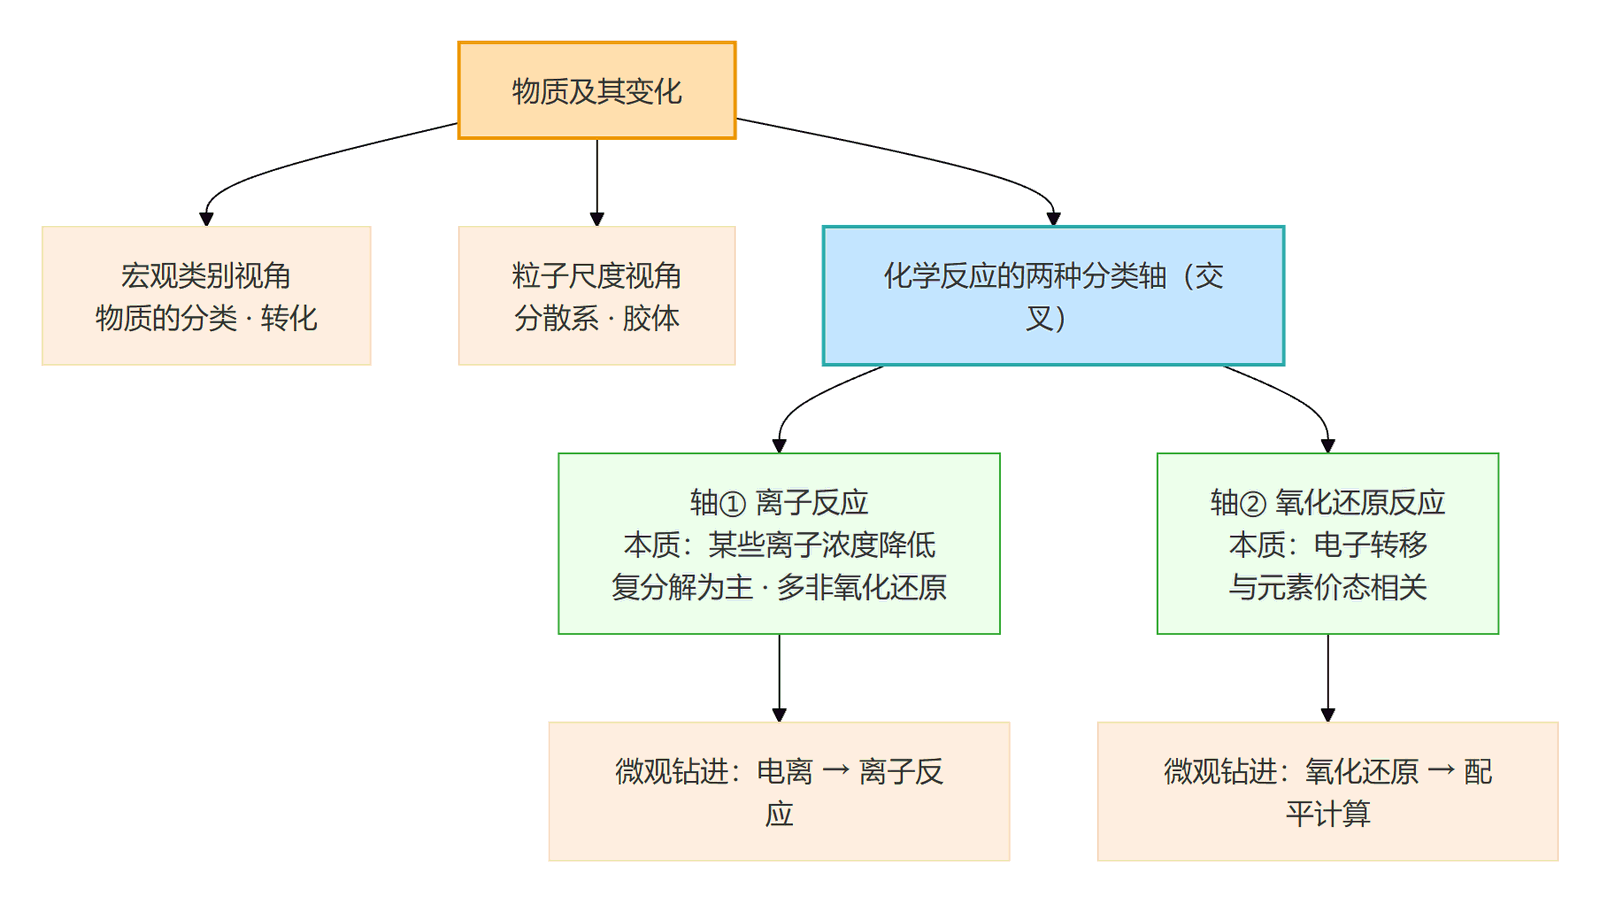 物质及其变化
宏观类别视角
物质的分类 · 转化
粒子尺度视角
分散系 · 胶体
化学反应的两种分类轴（交
叉）
轴① 离子反应
本质：某些离子浓度降低
复分解为主 · 多非氧化还原
轴② 氧化还原反应
本质：电子转移
与元素价态相关
微观钻进：电离 → 离子反
应
微观钻进：氧化还原 → 配
平计算